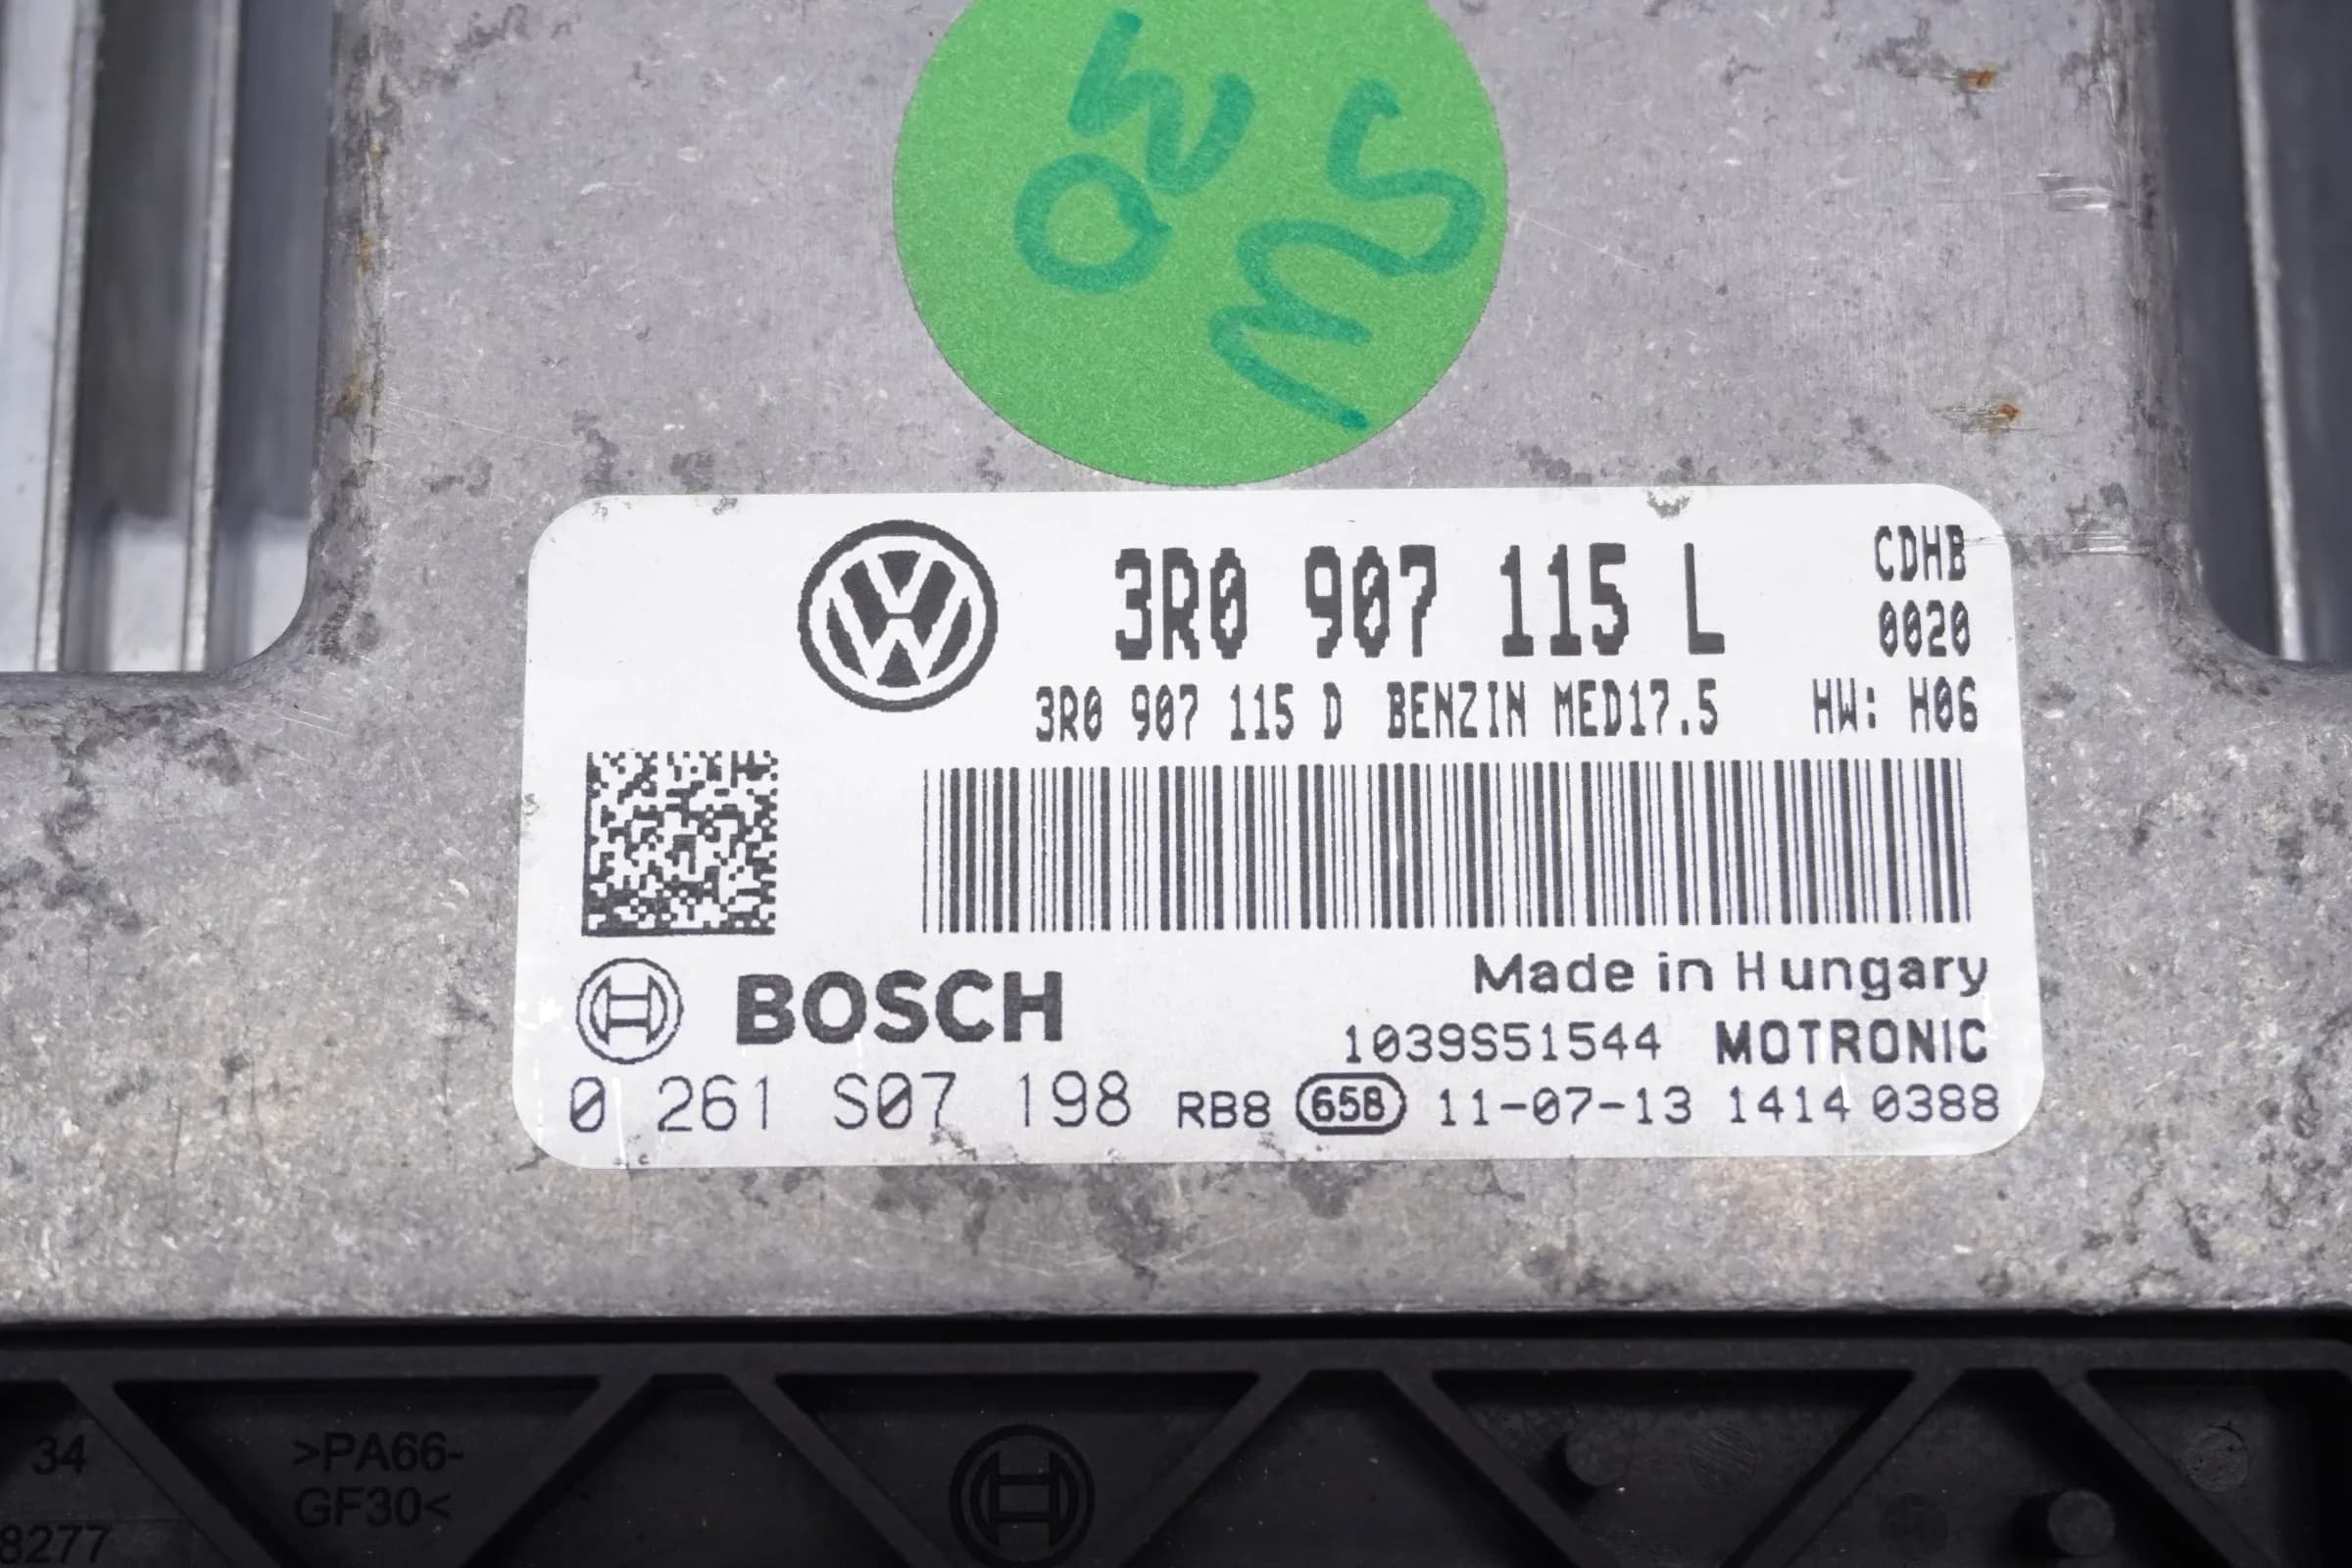 3R0 907 115 L
CDHB
0020
3R0 907 115 D BENZIN MED17.5 HW: H06
BOSCH
Made in Hungary
1039S51544 MOTRONIC
0 261 S07 198 RB8 65B 11-07-13 1414 0388
34
>PA66-
GF30<
8277